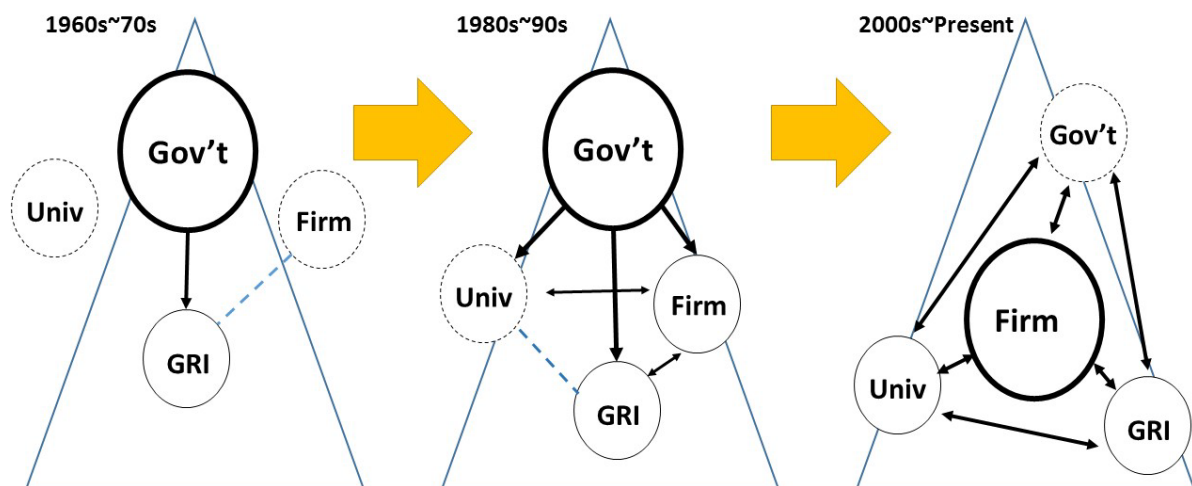 1960s~70s
Gov't
Univ
Firm
GRI
1980s~90s
Gov't
Univ
Firm
GRI
2000s~Present
Gov't
Firm
Univ
GRI